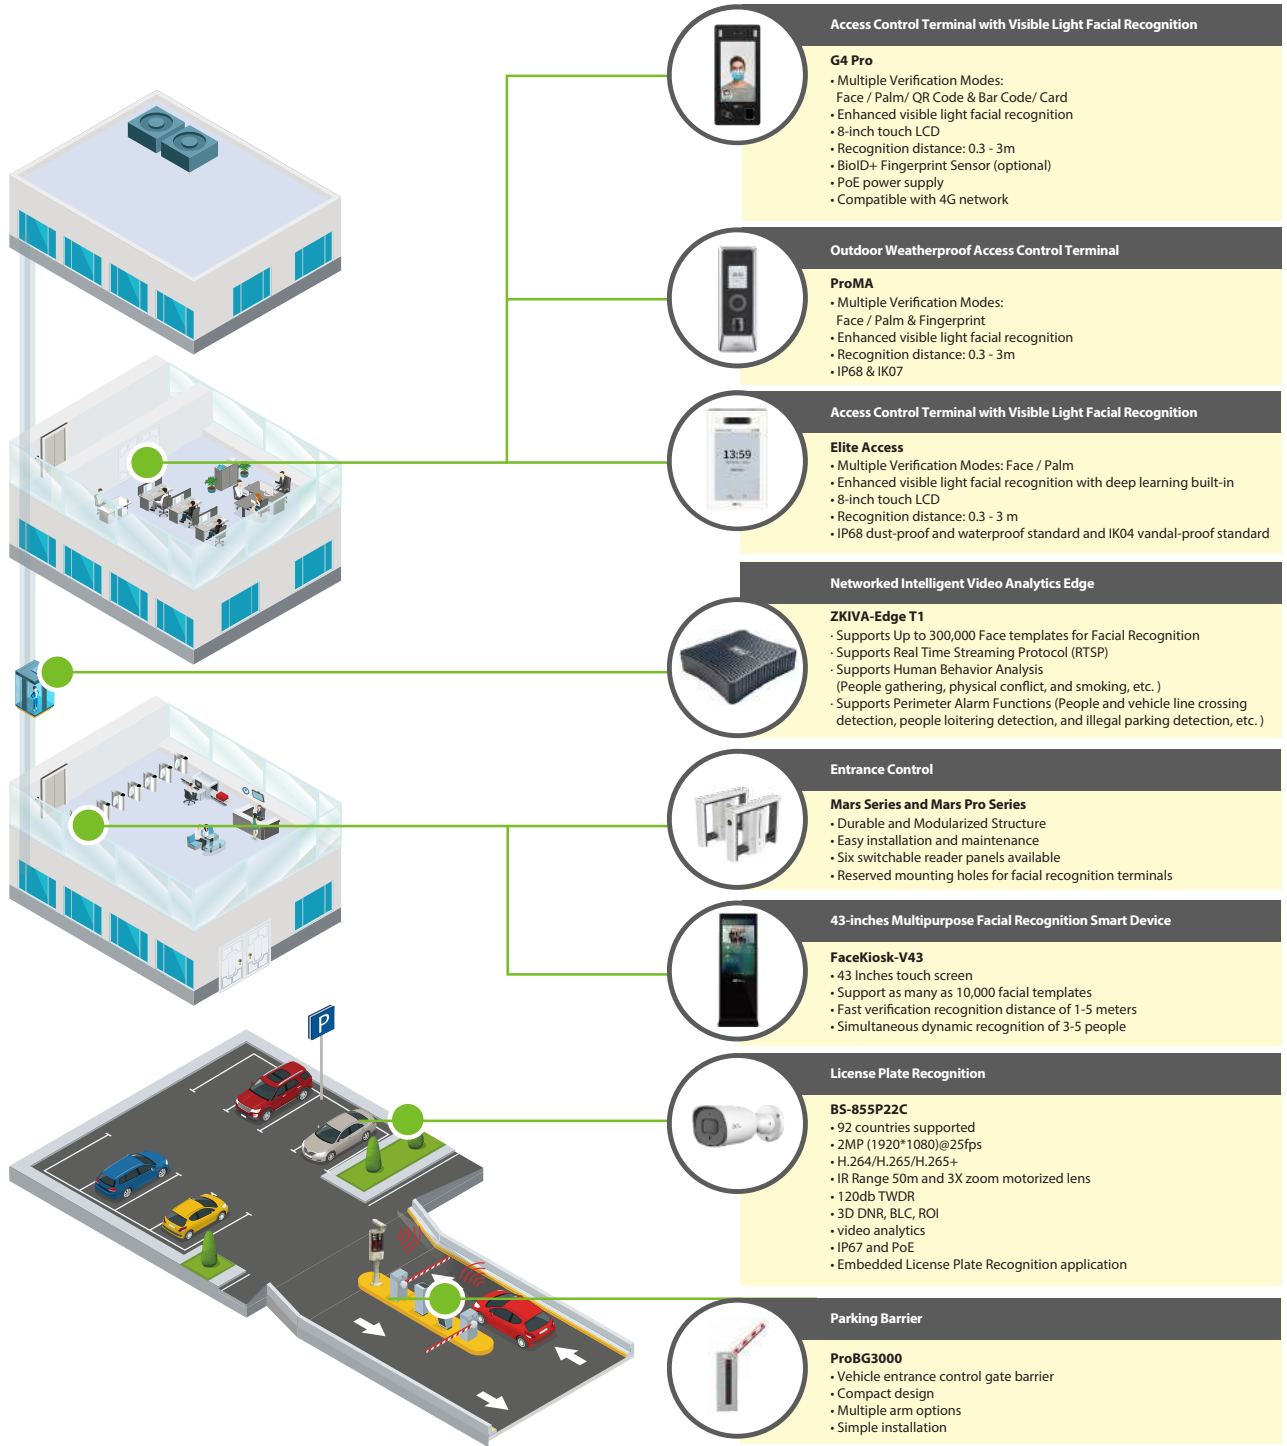 Access Control Terminal with Visible Light Facial Recognition
G4 Pro
• Multiple Verification Modes:
Face / Palm/ QR Code & Bar Code/ Card
• Enhanced visible light facial recognition
• 8-inch touch LCD
• Recognition distance: 0.3 - 3m
• BioID+ Fingerprint Sensor (optional)
• PoE power supply
• Compatible with 4G network
Outdoor Weatherproof Access Control Terminal
ProMA
• Multiple Verification Modes:
Face / Palm & Fingerprint
• Enhanced visible light facial recognition
• Recognition distance: 0.3 - 3m
• IP68 & IK07
Access Control Terminal with Visible Light Facial Recognition
13:59
Elite Access
• Multiple Verification Modes: Face / Palm
• Enhanced visible light facial recognition with deep learning built-in
• 8-inch touch LCD
• Recognition distance: 0.3 - 3 m
• IP68 dust-proof and waterproof standard and IK04 vandal-proof standard
Networked Intelligent Video Analytics Edge
ZKIVA-Edge T1
· Supports Up to 300,000 Face templates for Facial Recognition
· Supports Real Time Streaming Protocol (RTSP)
· Supports Human Behavior Analysis
(People gathering, physical conflict, and smoking, etc. )
· Supports Perimeter Alarm Functions (People and vehicle line crossing
detection, people loitering detection, and illegal parking detection, etc. )
Entrance Control
Mars Series and Mars Pro Series
• Durable and Modularized Structure
• Easy installation and maintenance
• Six switchable reader panels available
• Reserved mounting holes for facial recognition terminals
43-inches Multipurpose Facial Recognition Smart Device
FaceKiosk-V43
• 43 Inches touch screen
• Support as many as 10,000 facial templates
• Fast verification recognition distance of 1-5 meters
• Simultaneous dynamic recognition of 3-5 people
P
License Plate Recognition
BS-855P22C
• 92 countries supported
• 2MP (1920*1080)@25fps
• H.264/H.265/H.265+
• IR Range 50m and 3X zoom motorized lens
• 120db TWDR
• 3D DNR, BLC, ROI
• video analytics
• IP67 and PoE
• Embedded License Plate Recognition application
Parking Barrier
ProBG3000
• Vehicle entrance control gate barrier
• Compact design
• Multiple arm options
• Simple installation